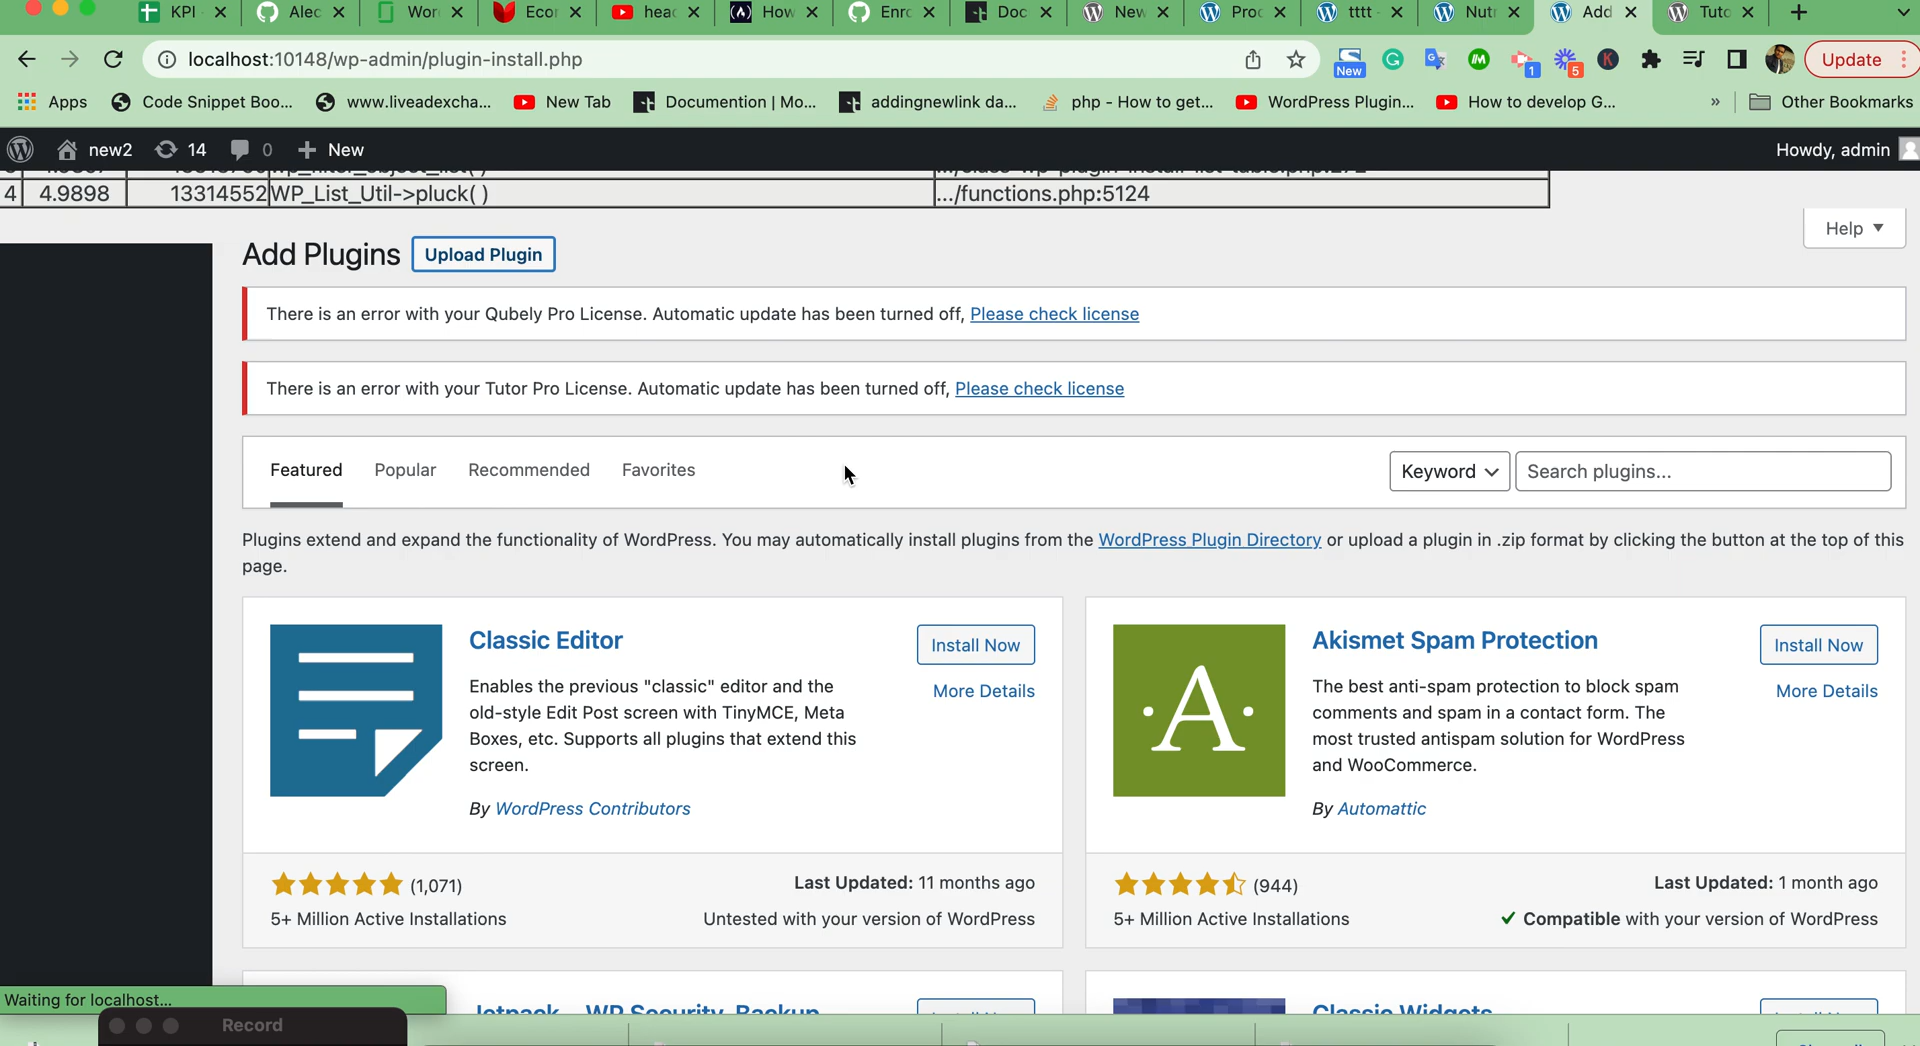 KPI
Alec
Wor
Ecor
head
How
Enro
Doc
New
Proc
tttt
Nutr
Add
Tuto
localhost:10148/wp-admin/plugin-install.php
New
1
5
K
Update
Apps
Code Snippet Boo...
www.liveadexcha...
New Tab
Documention | Mo...
addingnewlink da...
php - How to get...
WordPress Plugin...
How to develop G...
»
Other Bookmarks
new2
14
0
+ New
Howdy, admin
4 4.9898 13314552 WP_List_Util->pluck( ) .../functions.php:5124
Help
Add Plugins
Upload Plugin
There is an error with your Qubely Pro License. Automatic update has been turned off, Please check license
There is an error with your Tutor Pro License. Automatic update has been turned off, Please check license
Featured
Popular
Recommended
Favorites
Keyword
Search plugins...
Plugins extend and expand the functionality of WordPress. You may automatically install plugins from the WordPress Plugin Directory or upload a plugin in .zip format by clicking the button at the top of this
page.
Classic Editor
Install Now
More Details
Enables the previous "classic" editor and the
old-style Edit Post screen with TinyMCE, Meta
Boxes, etc. Supports all plugins that extend this
screen.
By WordPress Contributors
(1,071)
Last Updated: 11 months ago
5+ Million Active Installations
Untested with your version of WordPress
A
Akismet Spam Protection
Install Now
More Details
The best anti-spam protection to block spam
comments and spam in a contact form. The
most trusted antispam solution for WordPress
and WooCommerce.
By Automattic
(944)
Last Updated: 1 month ago
5+ Million Active Installations
Compatible with your version of WordPress
Jetpack WP Security, Backup
Classic Widgets
Waiting for localhost...
Record